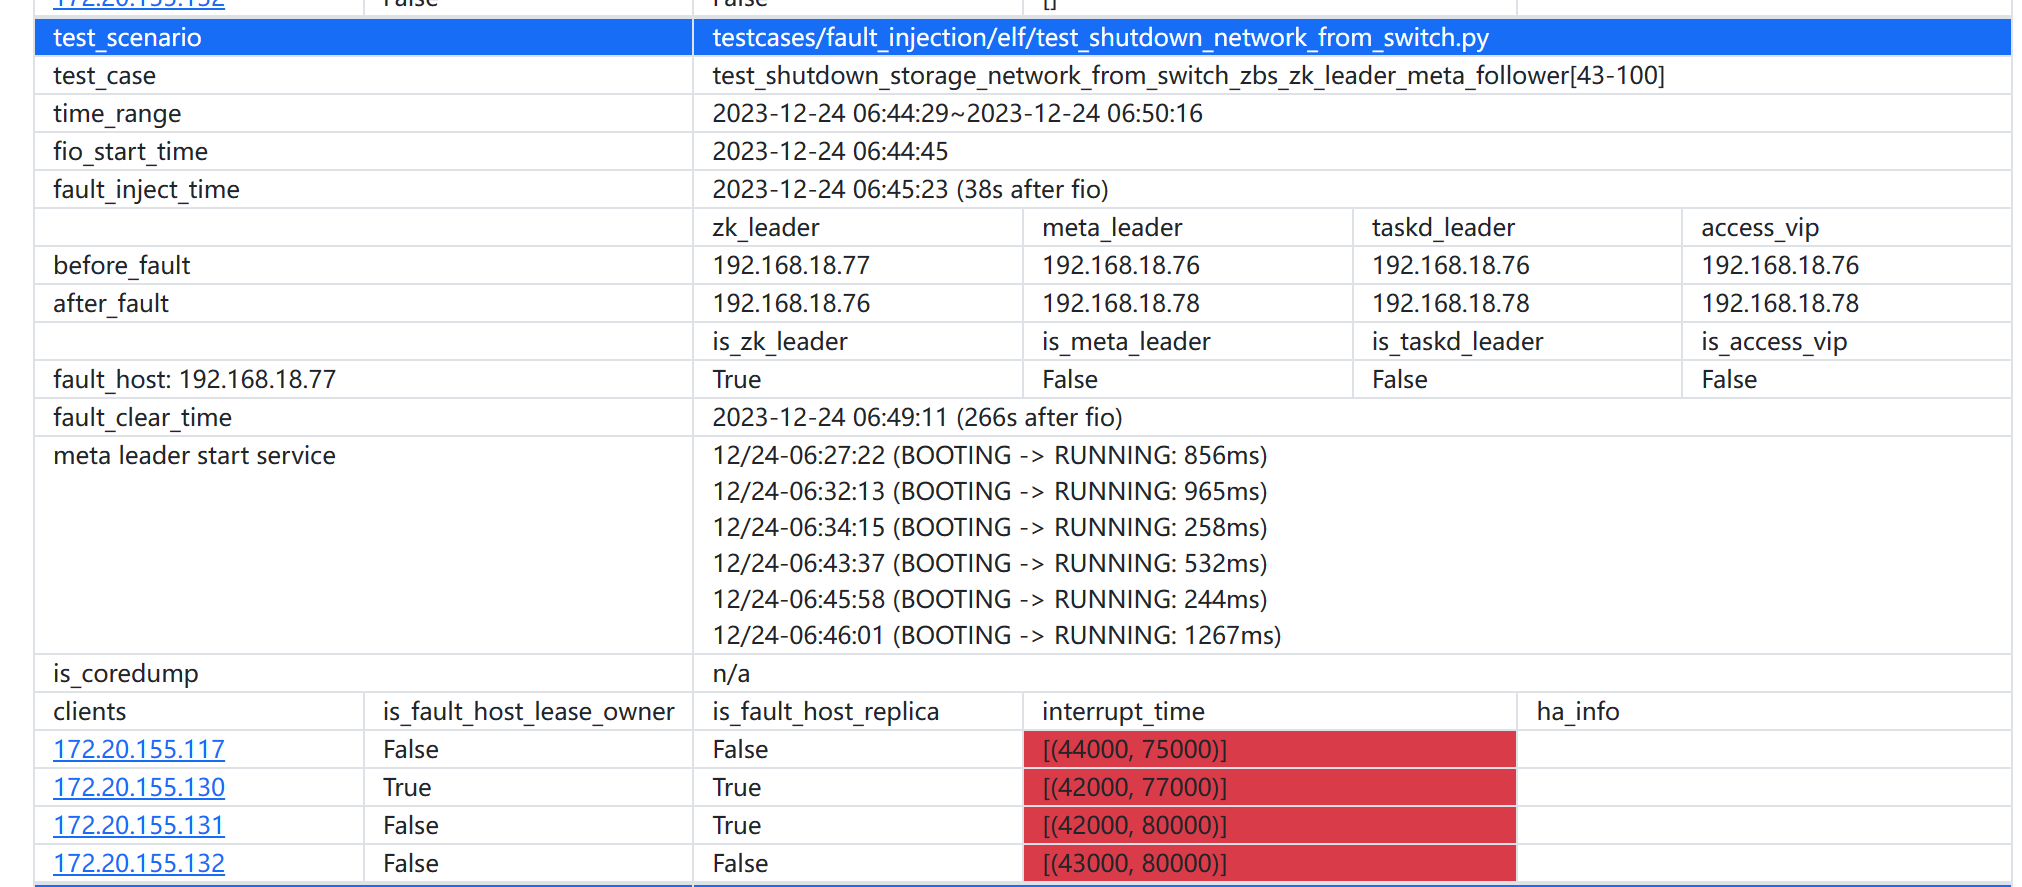 172.20.155.132 False False []
test_scenario testcases/fault_injection/elf/test_shutdown_network_from_switch.py
test_case test_shutdown_storage_network_from_switch_zbs_zk_leader_meta_follower[43-100]
time_range 2023-12-24 06:44:29~2023-12-24 06:50:16
fio_start_time 2023-12-24 06:44:45
fault_inject_time 2023-12-24 06:45:23 (38s after fio)
zk_leader meta_leader taskd_leader access_vip
before_fault 192.168.18.77 192.168.18.76 192.168.18.76 192.168.18.76
after_fault 192.168.18.76 192.168.18.78 192.168.18.78 192.168.18.78
is_zk_leader is_meta_leader is_taskd_leader is_access_vip
fault_host: 192.168.18.77 True False False False
fault_clear_time 2023-12-24 06:49:11 (266s after fio)
meta leader start service 12/24-06:27:22 (BOOTING -> RUNNING: 856ms)
12/24-06:32:13 (BOOTING -> RUNNING: 965ms)
12/24-06:34:15 (BOOTING -> RUNNING: 258ms)
12/24-06:43:37 (BOOTING -> RUNNING: 532ms)
12/24-06:45:58 (BOOTING -> RUNNING: 244ms)
12/24-06:46:01 (BOOTING -> RUNNING: 1267ms)
is_coredump n/a
clients is_fault_host_lease_owner is_fault_host_replica interrupt_time ha_info
172.20.155.117 False False [(44000, 75000)]
172.20.155.130 True True [(42000, 77000)]
172.20.155.131 False True [(42000, 80000)]
172.20.155.132 False False [(43000, 80000)]